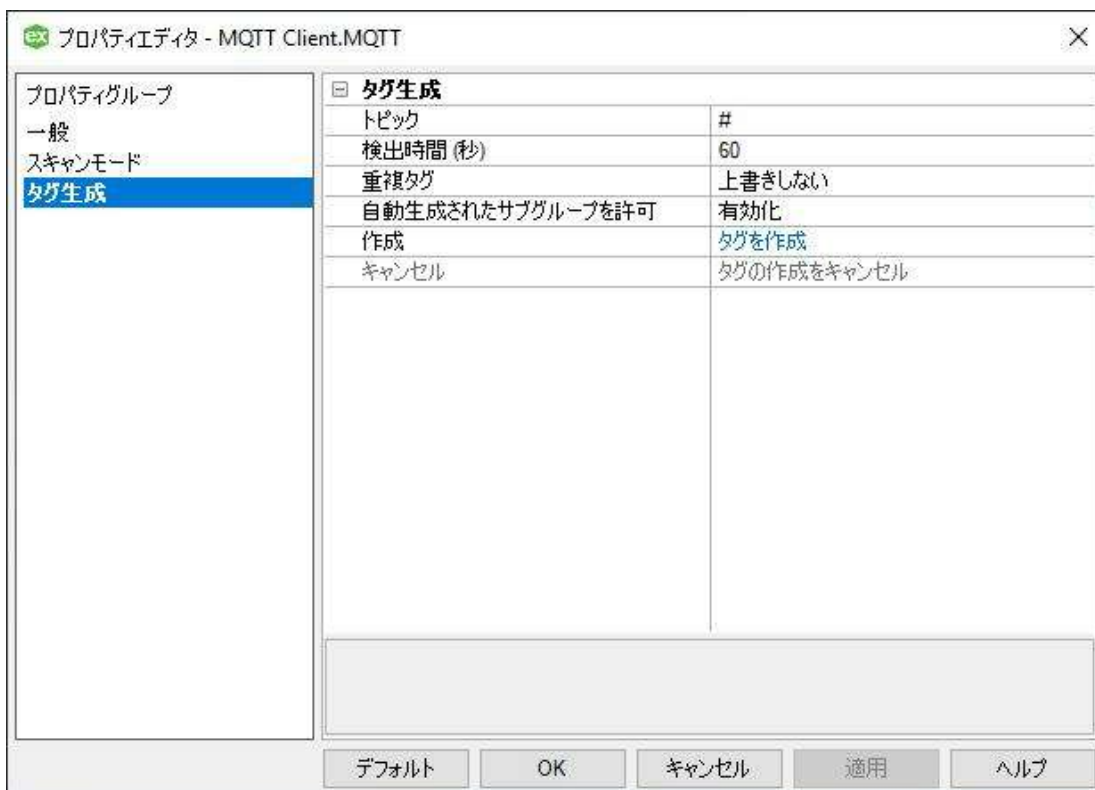 プロパティエディタ - MQTT Client.MQTT
プロパティグループ
一般
スキャンモード
タグ生成
タグ生成
トピック #
検出時間 (秒) 60
重複タグ 上書きしない
自動生成されたサブグループを許可 有効化
作成 タグを作成
キャンセル タグの作成をキャンセル
デフォルト OK キャンセル 適用 ヘルプ